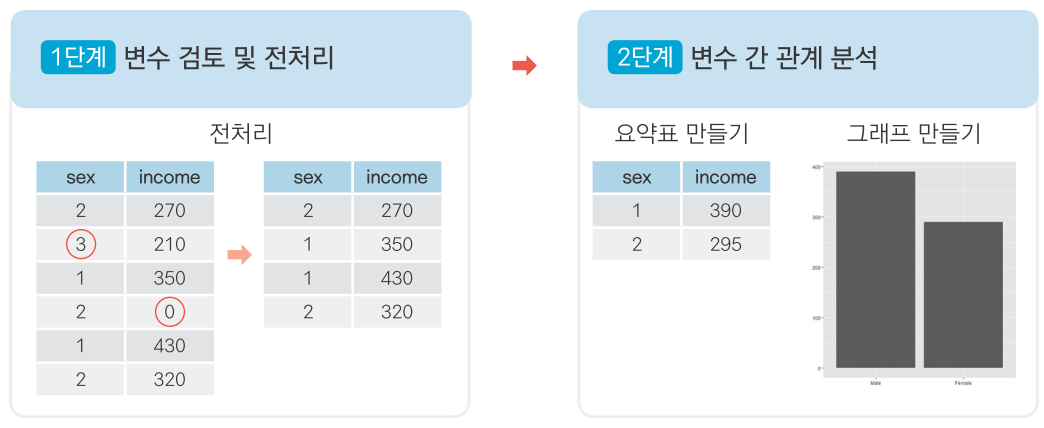 1단계 변수 검토 및 전처리
전처리
sex income
2 270
3 210
1 350
2 0
1 430
2 320
sex income
2 270
1 350
1 430
2 320
2단계 변수 간 관계 분석
요약표 만들기
sex income
1 390
2 295
그래프 만들기
400
300
200
100
0
Male Female